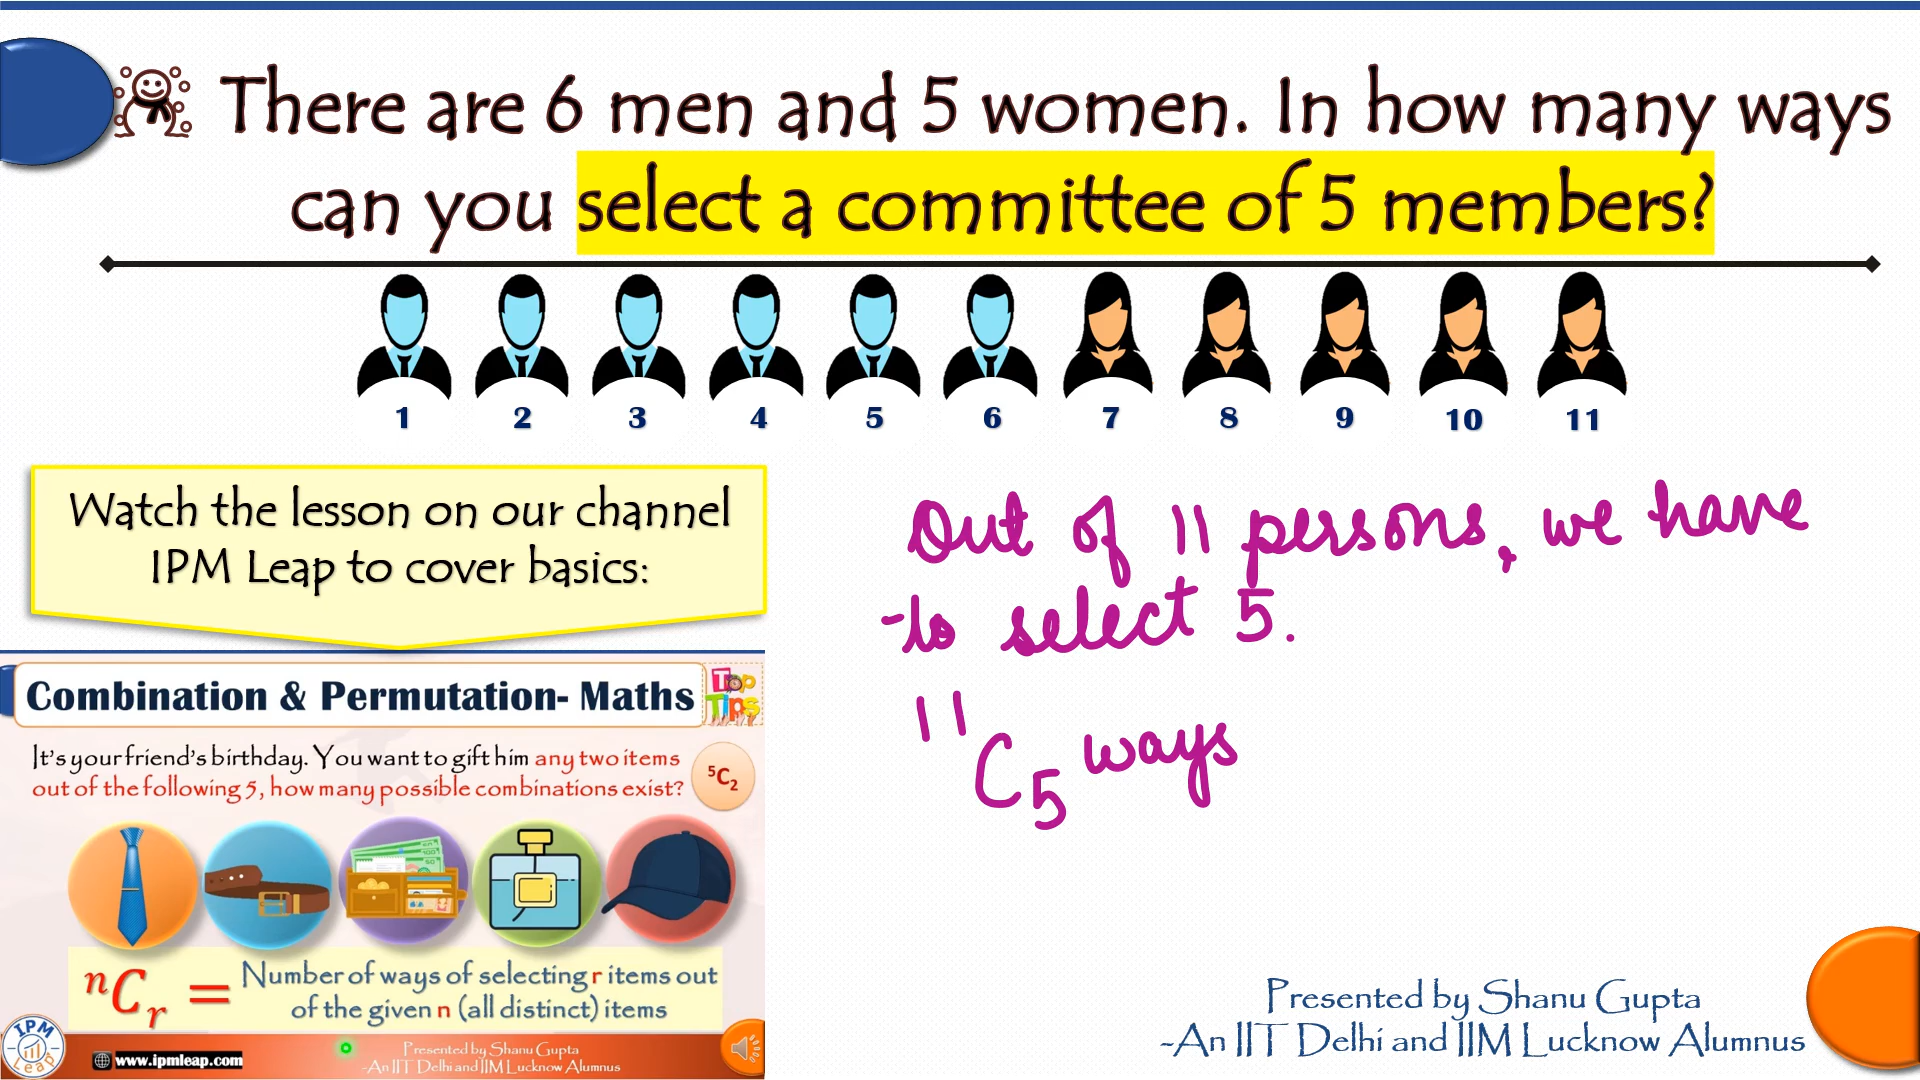 There are 6 men and 5 women. In how many ways
can you select a committee of 5 members?
1 2 3 4 5 6 7 8 9 10 11
Watch the lesson on our channel
IPM Leap to cover basics:
Out of 11 persons, we have
to select 5.
11C5 ways
Combination & Permutation- Maths
Top
Tips
It's your friend's birthday. You want to gift him any two items
out of the following 5, how many possible combinations exist?
5C2
nCr = Number of ways of selecting r items out
of the given n (all distinct) items
IPM
Leap
www.ipmleap.com
Presented by Shanu Gupta
-An IIT Delhi and IIM Lucknow Alumnus
Presented by Shanu Gupta
-An IIT Delhi and IIM Lucknow Alumnus